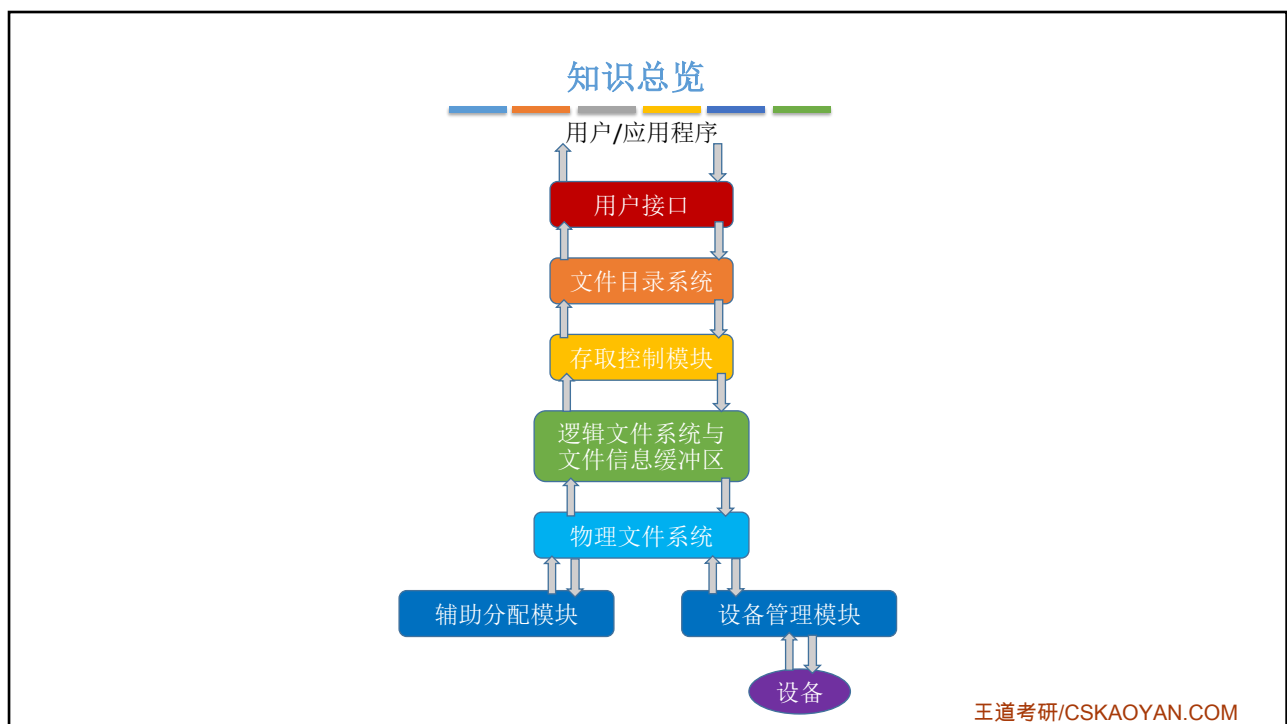 知识总览
用户/应用程序
用户接口
文件目录系统
存取控制模块
逻辑文件系统与
文件信息缓冲区
物理文件系统
辅助分配模块
设备管理模块
设备
王道考研/CSKAOYAN.COM